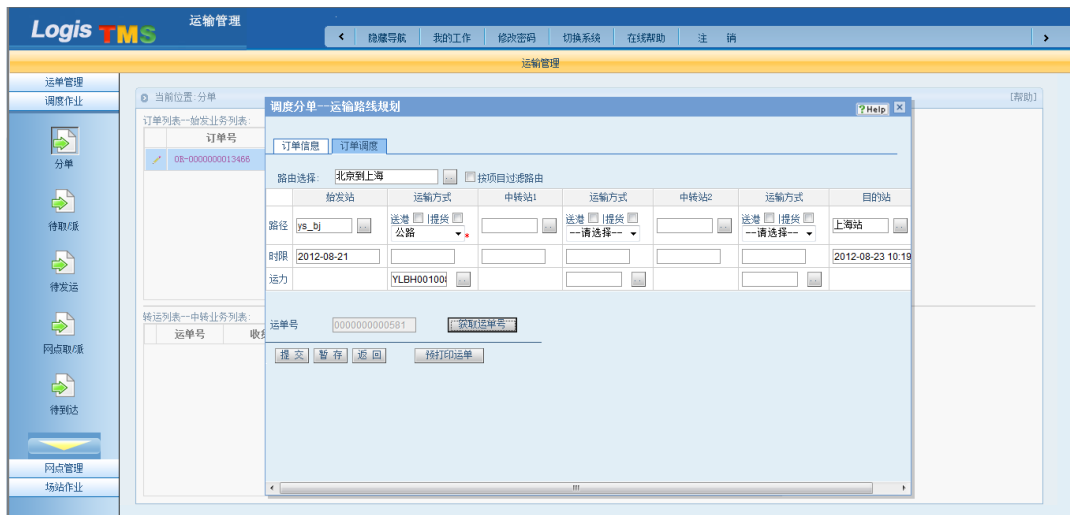 Logis TMS
运输管理
隐藏导航 我的工作 修改密码 切换系统 在线帮助 注 销
运输管理
运单管理
调度作业
分单
待取/派
待发运
网点取/派
待到达
网点管理
场站作业
当前位置:分单 [帮助]
订单列表--始发业务列表:
订单号
OB-0000000013466
转运列表--中转业务列表:
运单号
调度分单--运输路线规划 ?Help
订单信息 订单调度
路由选择: 北京到上海 按项目过滤路由
始发站 运输方式 中转站1 运输方式 中转站2 运输方式 目的站
送港 |提货 送港 |提货 送港 |提货
路径 ys_bj 公路 * --请选择-- --请选择-- 上海站
时限 2012-08-21 2012-08-23 10:19
运力 YLBH00100
运单号 0000000000581 获取运单号
提 交 暂 存 返 回 预打印运单